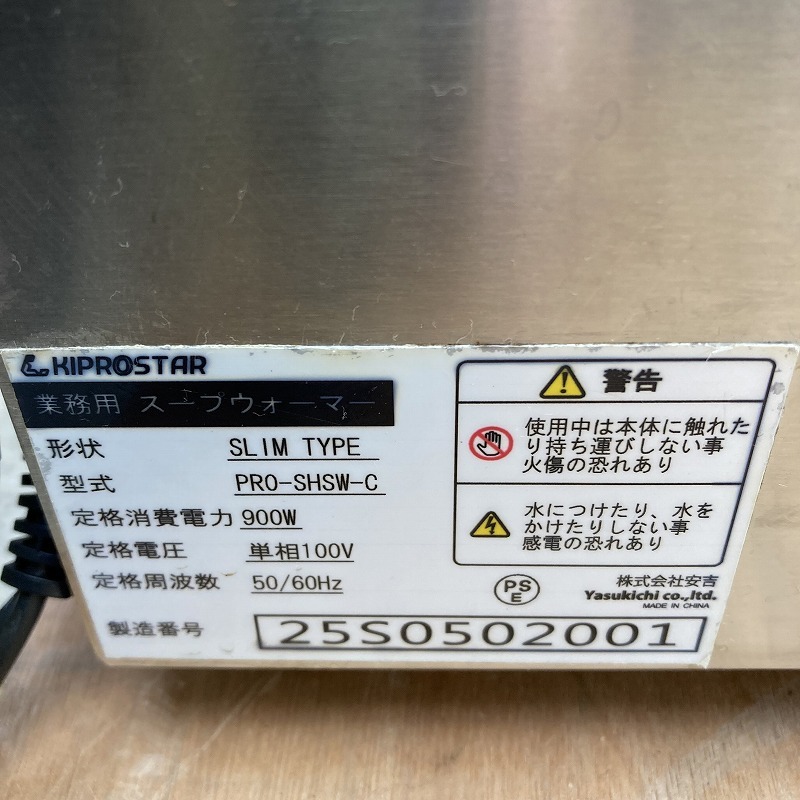 KIPROSTAR
業務用 スープウォーマー
形状 SLIM TYPE
型式 PRO-SHSW-C
定格消費電力 900W
定格電圧 単相100V
定格周波数 50/60Hz
製造番号 25S0502001
警告
使用中は本体に触れた
り持ち運びしない事
火傷の恐れあり
水につけたり、水を
かけたりしない事
感電の恐れあり
PS
E
株式会社安吉
Yasukichi co.,ltd.
MADE IN CHINA